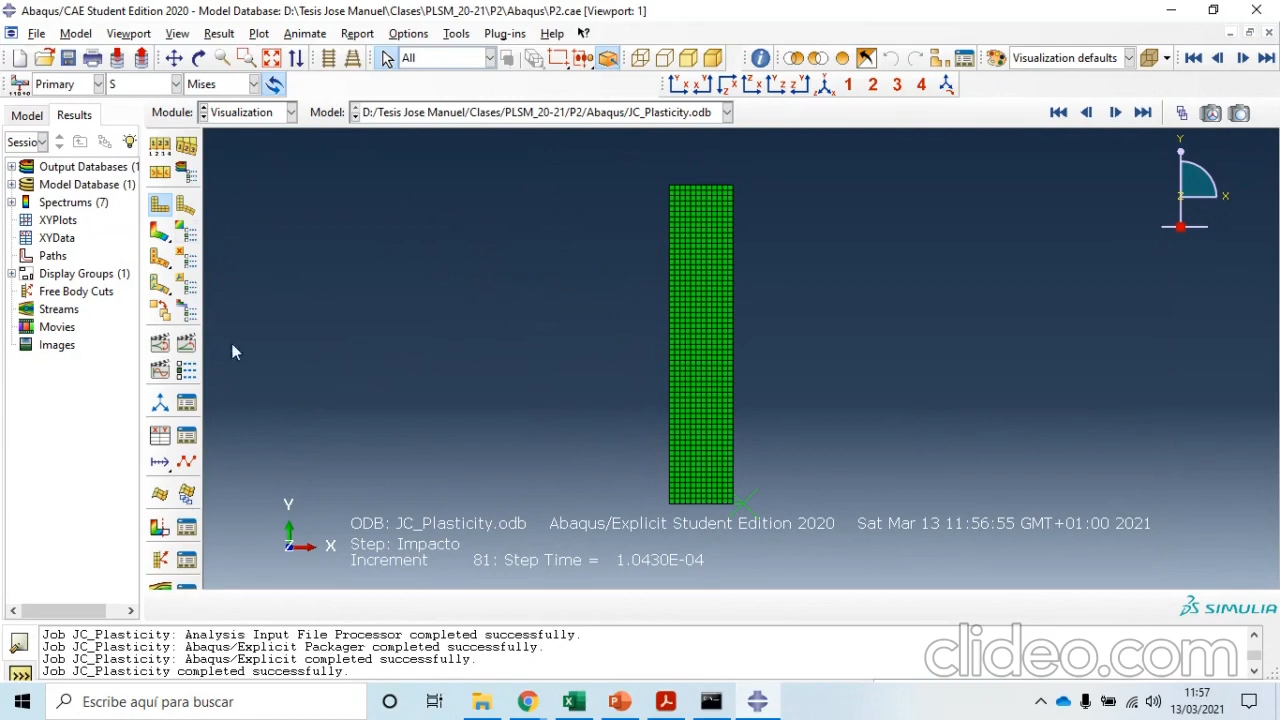 Abaqus/CAE Student Edition 2020 - Model Database: D:\Tesis Jose Manuel\Clases\PLSM_20-21\P2\Abaqus\P2.cae [Viewport: 1]
File Model Viewport View Result Plot Animate Report Options Tools Plug-ins Help
All
Visualization defaults
Primary S Mises
1 2 3 4
Model Results
Module: Visualization Model: D:/Tesis Jose Manuel/Clases/PLSM_20-21/P2/Abaqus/JC_Plasticity.odb
Sessio
Output Databases (1
Model Database (1)
Spectrums (7)
XYPlots
XYData
Paths
Display Groups (1)
Free Body Cuts
Streams
Movies
Images
Y
Z X
Y
Z X
ODB: JC_Plasticity.odb Abaqus/Explicit Student Edition 2020 Sat Mar 13 11:56:55 GMT+01:00 2021
Step: Impacto
Increment 81: Step Time = 1.0430E-04
SIMULIA
Job JC_Plasticity: Analysis Input File Processor completed successfully.
Job JC_Plasticity: Abaqus/Explicit Packager completed successfully.
Job JC_Plasticity: Abaqus/Explicit completed successfully.
Job JC_Plasticity completed successfully.
clideo.com
Escribe aquí para buscar
11:57
13/03/2021